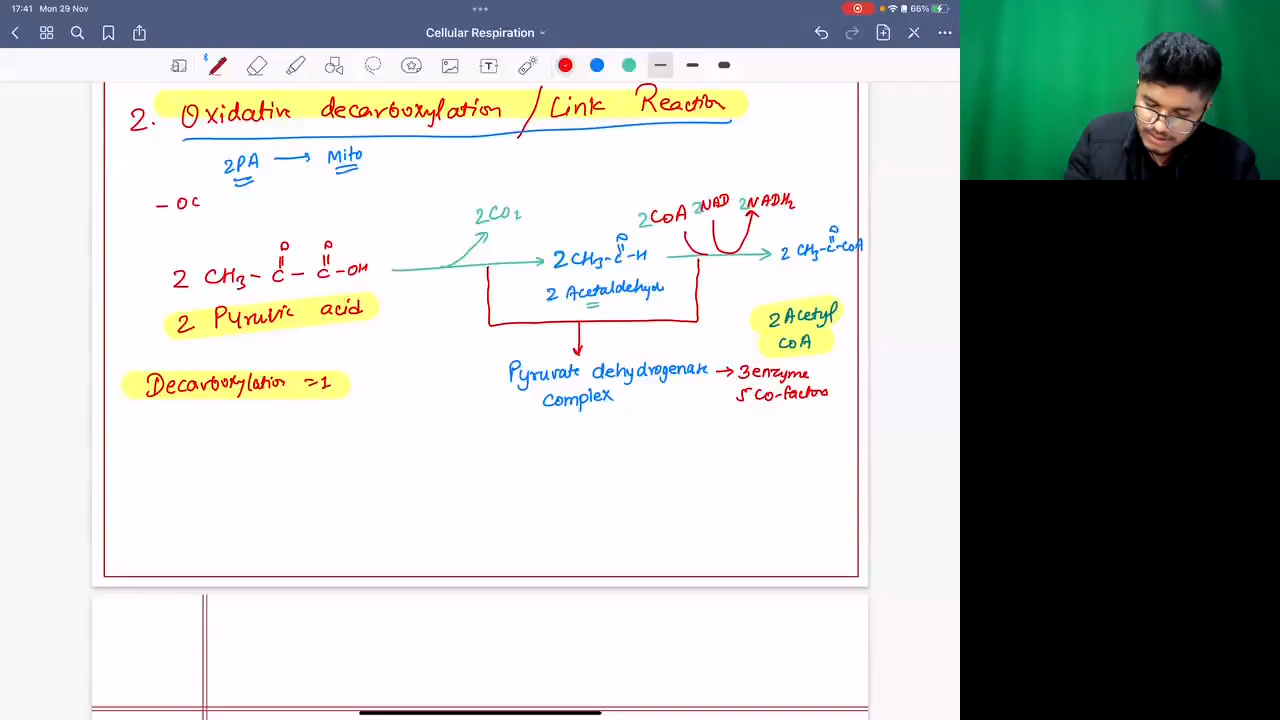 17:41 Mon 29 Nov
66%
Cellular Respiration
2. Oxidative decarboxylation / Link Reaction
2PA → Mito
- OC
2CO2
2CoA 2NAD 2NADH2
2 CH3 - C - C - OH
O O
2 CH3 - C - H
O
2 CH3 - C - CoA
O
2 Acetaldehyde
2 Pyruvic acid
2 Acetyl
CoA
Pyruvate dehydrogenate → 3 enzyme
complex
5 Co-factors
Decarboxylation = 1